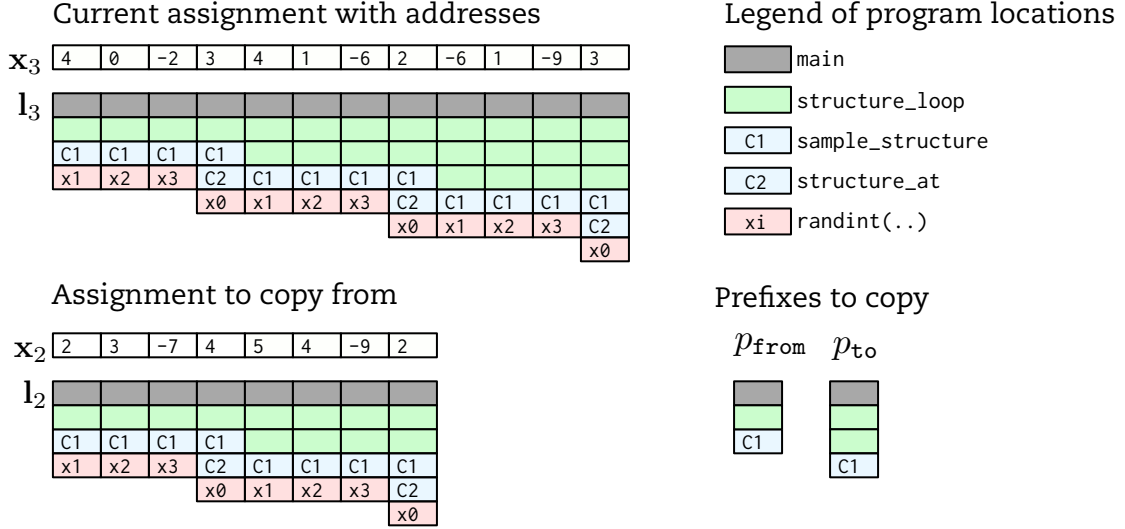 Current assignment with addresses
x3 4 0 -2 3 4 1 -6 2 -6 1 -9 3
l3
C1 C1 C1 C1
x1 x2 x3 C2 C1 C1 C1 C1
x0 x1 x2 x3 C2 C1 C1 C1 C1
x0 x1 x2 x3 C2
x0
Legend of program locations
main
structure_loop
C1 sample_structure
C2 structure_at
xi randint(..)
Assignment to copy from
x2 2 3 -7 4 5 4 -9 2
l2
C1 C1 C1 C1
x1 x2 x3 C2 C1 C1 C1 C1
x0 x1 x2 x3 C2
x0
Prefixes to copy
pfrom pto
C1
C1